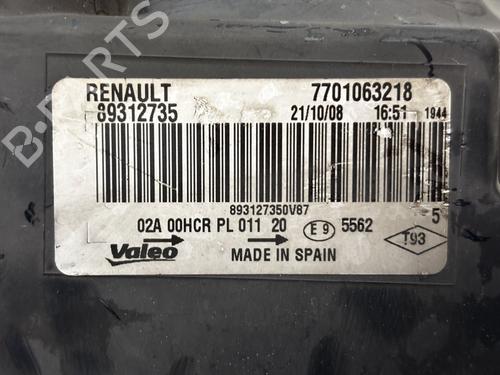 B-PARTS
RENAULT 7701063218
89312735 21/10/08 16:51 1944
893127350V87 5
02A 00HCR PL 011 20 E9 5562
Valeo MADE IN SPAIN T93